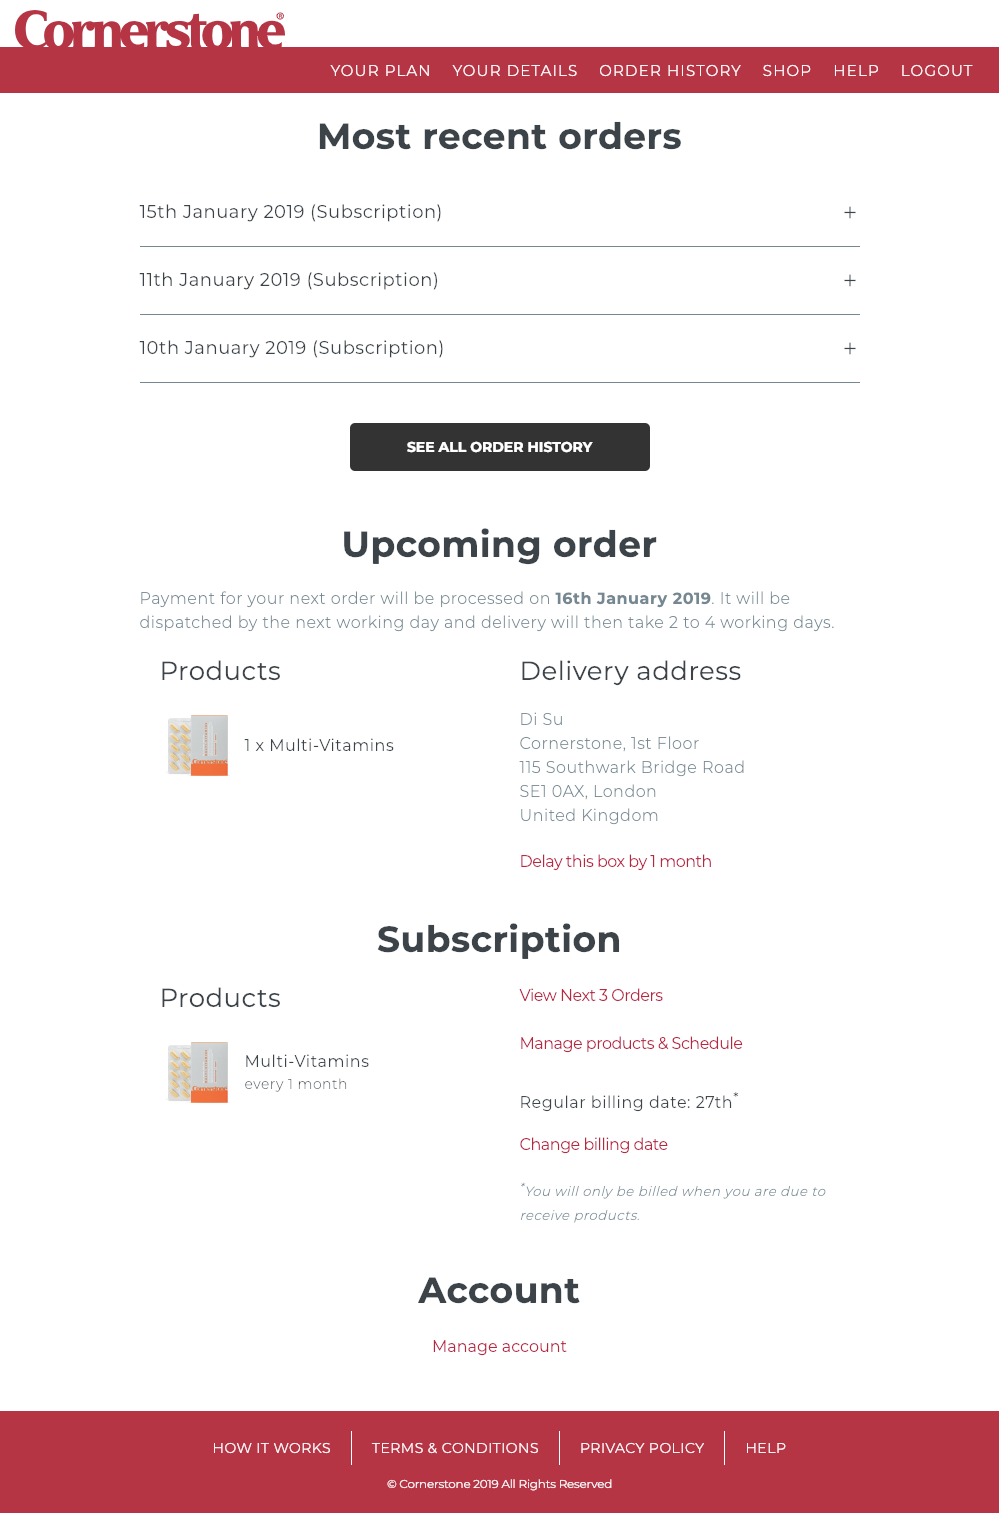 Cornerstone®
YOUR PLAN YOUR DETAILS ORDER HISTORY SHOP HELP LOGOUT
Most recent orders
15th January 2019 (Subscription) +
11th January 2019 (Subscription) +
10th January 2019 (Subscription) +
SEE ALL ORDER HISTORY
Upcoming order
Payment for your next order will be processed on 16th January 2019. It will be
dispatched by the next working day and delivery will then take 2 to 4 working days.
Products
Cornerstone
1 x Multi-Vitamins
Delivery address
Di Su
Cornerstone, 1st Floor
115 Southwark Bridge Road
SE1 0AX, London
United Kingdom
Delay this box by 1 month
Subscription
Products
Cornerstone
Multi-Vitamins
every 1 month
View Next 3 Orders
Manage products & Schedule
Regular billing date: 27th*
Change billing date
*You will only be billed when you are due to
receive products.
Account
Manage account
HOW IT WORKS TERMS & CONDITIONS PRIVACY POLICY HELP
© Cornerstone 2019 All Rights Reserved